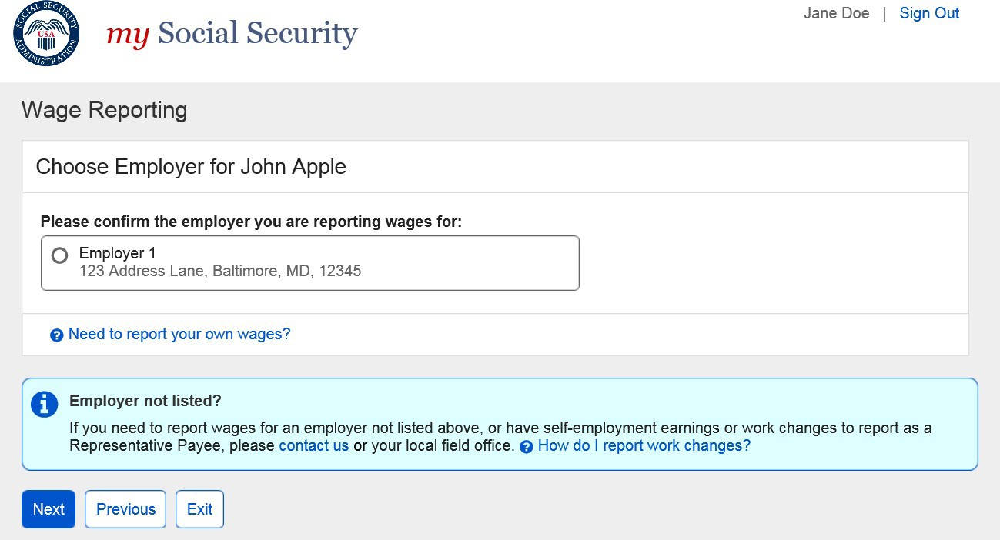 SOCIAL SECURITY
USA
ADMINISTRATION
my Social Security
Jane Doe | Sign Out
Wage Reporting
Choose Employer for John Apple
Please confirm the employer you are reporting wages for:
Employer 1
123 Address Lane, Baltimore, MD, 12345
? Need to report your own wages?
i
Employer not listed?
If you need to report wages for an employer not listed above, or have self-employment earnings or work changes to report as a
Representative Payee, please contact us or your local field office. ? How do I report work changes?
Next Previous Exit